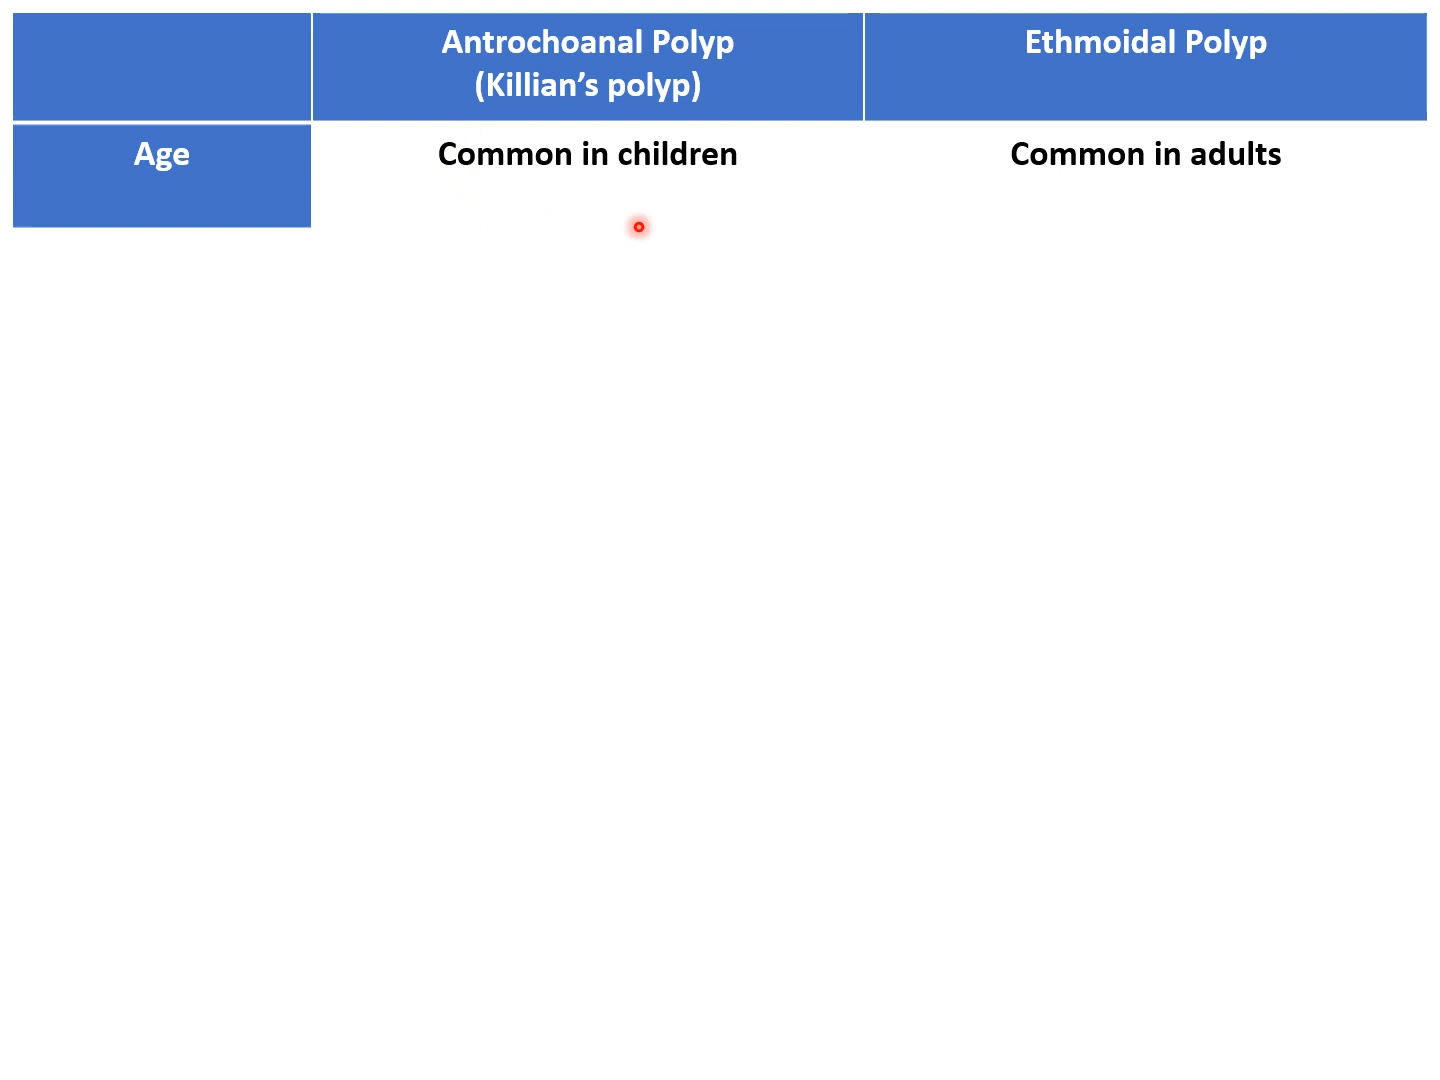 Antrochoanal Polyp
(Killian’s polyp)
Ethmoidal Polyp
Age
Common in children
Common in adults